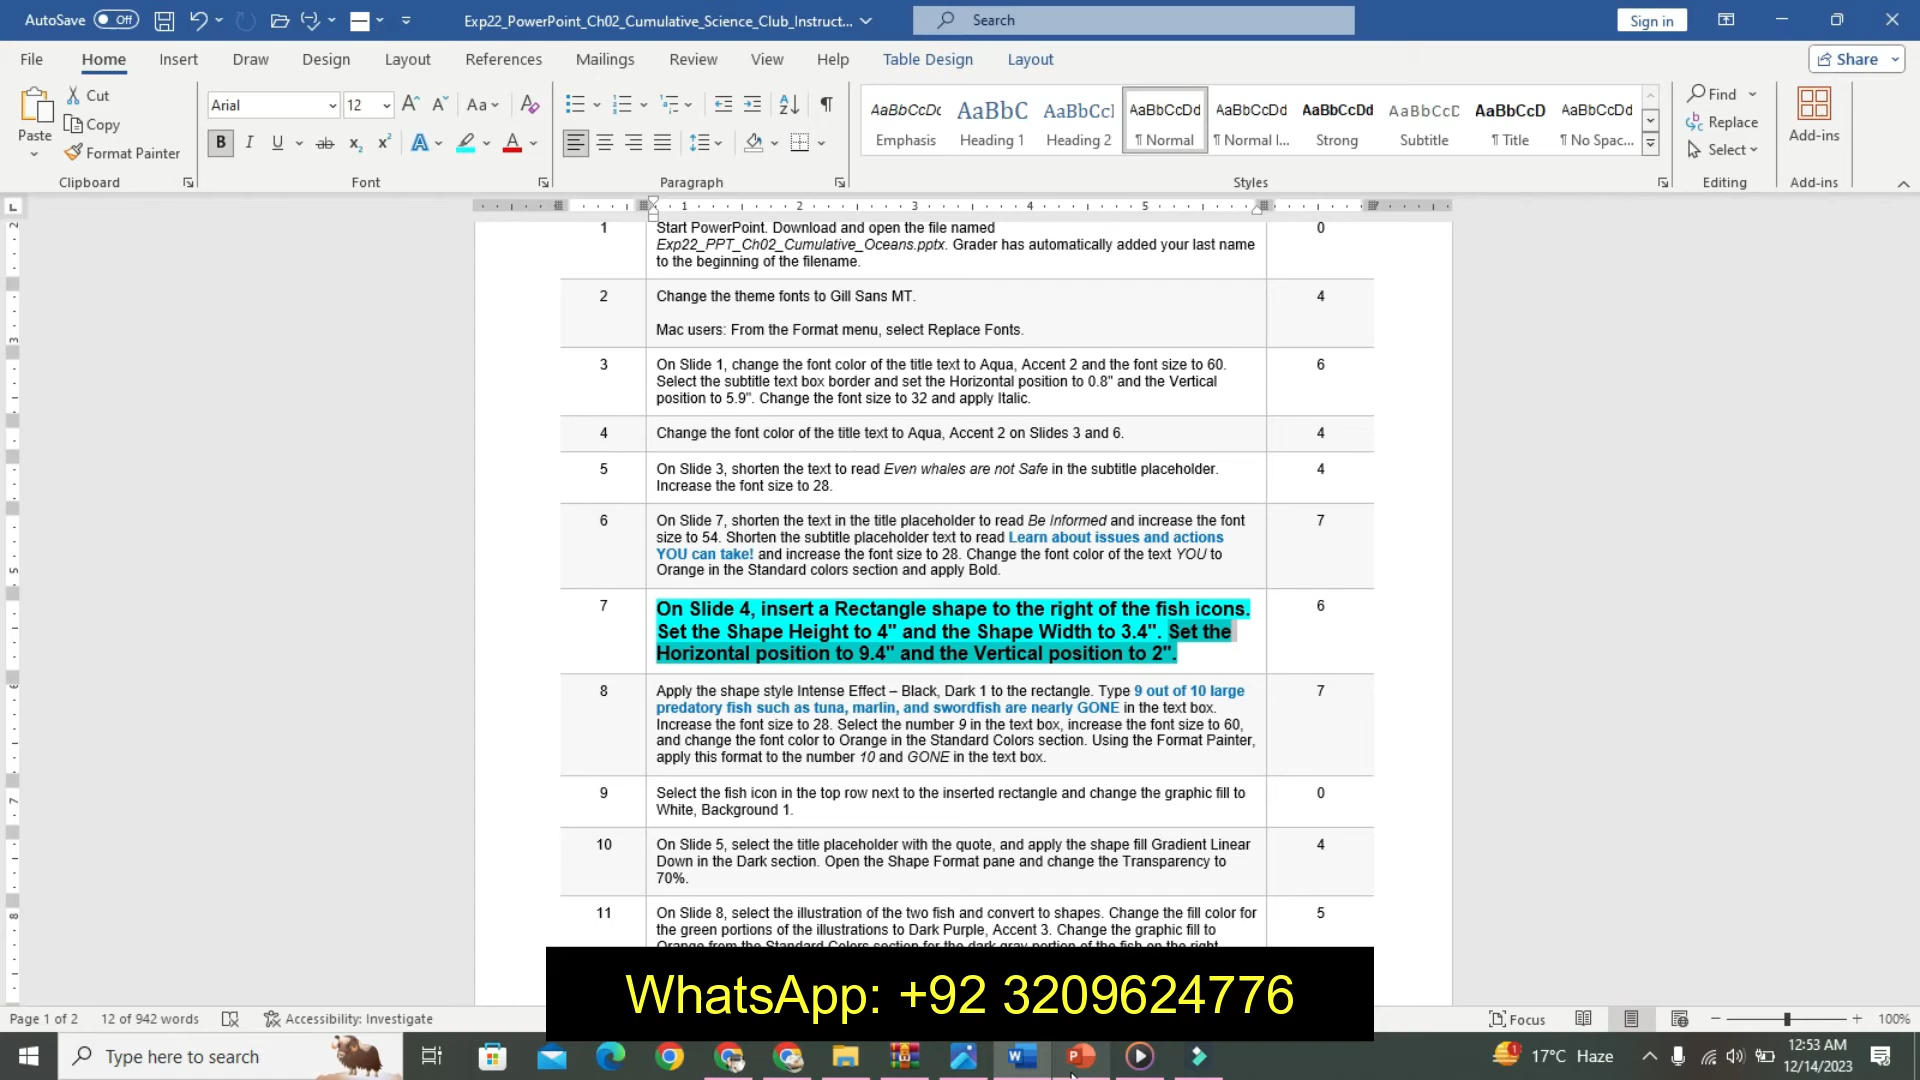 AutoSave Off Exp22_PowerPoint_Ch02_Cumulative_Science_Club_Instruct... Search Sign in
File Home Insert Draw Design Layout References Mailings Review View Help Table Design Layout Share
Paste Cut Copy Format Painter
Arial 12 Aa
AaBbCcDc AaBbC AaBbCcI AaBbCcDd AaBbCcDd AaBbCcDd AaBbCcD AaBbCcD AaBbCcDd
Emphasis Heading 1 Heading 2 ¶ Normal ¶ Normal I... Strong Subtitle ¶ Title ¶ No Spac...
Find Replace Select Add-ins
Clipboard Font Paragraph Styles Editing Add-ins
1 2 3 4 5
1 Start PowerPoint. Download and open the file named 0
Exp22_PPT_Ch02_Cumulative_Oceans.pptx. Grader has automatically added your last name
to the beginning of the filename.
2 Change the theme fonts to Gill Sans MT. 4
Mac users: From the Format menu, select Replace Fonts.
3 On Slide 1, change the font color of the title text to Aqua, Accent 2 and the font size to 60. 6
Select the subtitle text box border and set the Horizontal position to 0.8" and the Vertical
position to 5.9". Change the font size to 32 and apply Italic.
4 Change the font color of the title text to Aqua, Accent 2 on Slides 3 and 6. 4
5 On Slide 3, shorten the text to read Even whales are not Safe in the subtitle placeholder. 4
Increase the font size to 28.
6 On Slide 7, shorten the text in the title placeholder to read Be Informed and increase the font 7
size to 54. Shorten the subtitle placeholder text to read Learn about issues and actions
YOU can take! and increase the font size to 28. Change the font color of the text YOU to
Orange in the Standard colors section and apply Bold.
7 On Slide 4, insert a Rectangle shape to the right of the fish icons. 6
Set the Shape Height to 4" and the Shape Width to 3.4". Set the
Horizontal position to 9.4" and the Vertical position to 2".
8 Apply the shape style Intense Effect – Black, Dark 1 to the rectangle. Type 9 out of 10 large 7
predatory fish such as tuna, marlin, and swordfish are nearly GONE in the text box.
Increase the font size to 28. Select the number 9 in the text box, increase the font size to 60,
and change the font color to Orange in the Standard Colors section. Using the Format Painter,
apply this format to the number 10 and GONE in the text box.
9 Select the fish icon in the top row next to the inserted rectangle and change the graphic fill to 0
White, Background 1.
10 On Slide 5, select the title placeholder with the quote, and apply the shape fill Gradient Linear 4
Down in the Dark section. Open the Shape Format pane and change the Transparency to
70%.
11 On Slide 8, select the illustration of the two fish and convert to shapes. Change the fill color for 5
the green portions of the illustrations to Dark Purple, Accent 3. Change the graphic fill to
Orange from the Standard Colors section for the dark gray portion of the fish on the right
WhatsApp: +92 3209624776
Page 1 of 2 12 of 942 words Accessibility: Investigate Focus 100%
Type here to search 17°C Haze 12:53 AM
12/14/2023